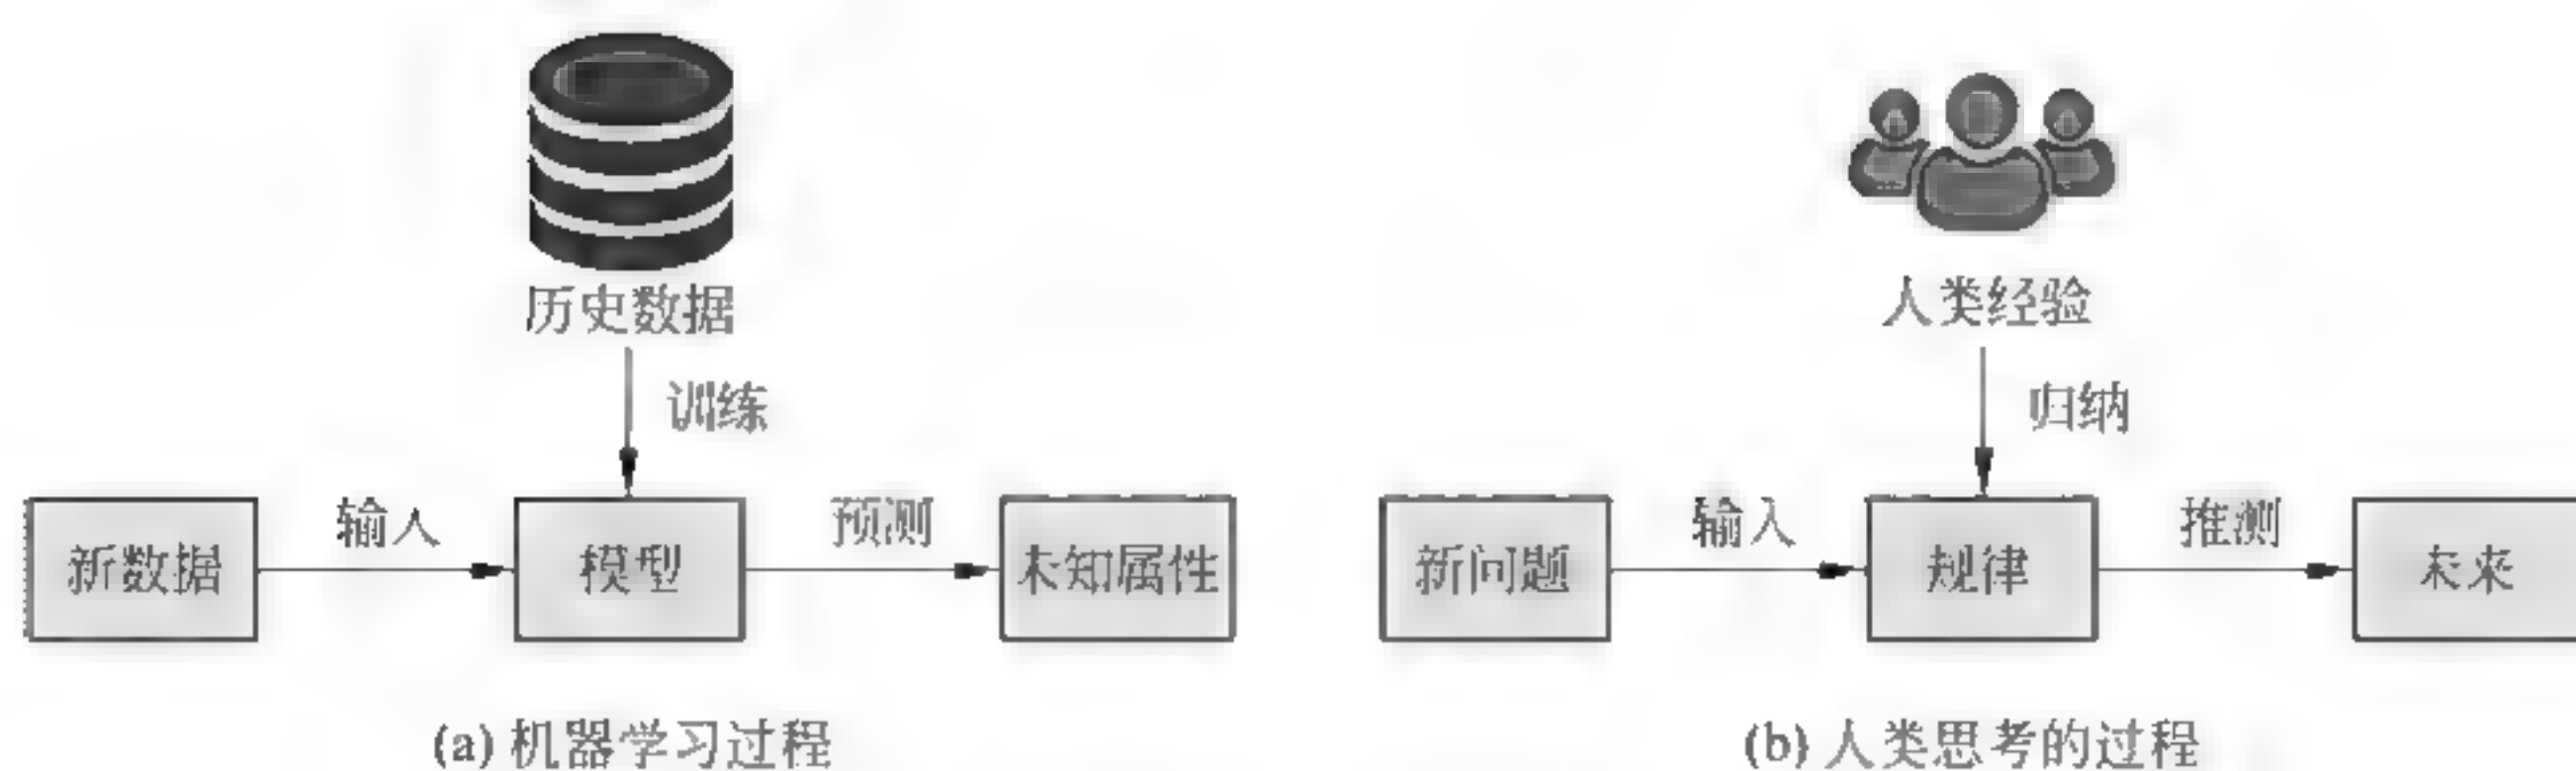 历史数据
人类经验
训练
归纳
新数据
输入
模型
预测
未知属性
新问题
输入
规律
推测
未来
(a) 机器学习过程
(b) 人类思考的过程